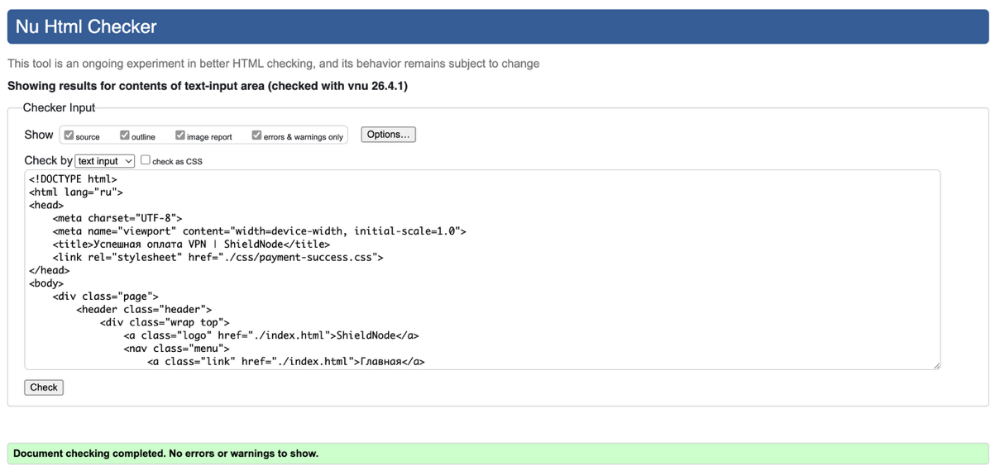 Nu Html Checker
This tool is an ongoing experiment in better HTML checking, and its behavior remains subject to change
Showing results for contents of text-input area (checked with vnu 26.4.1)
Checker Input
Show source outline image report errors & warnings only Options...
Check by text input check as CSS
<!DOCTYPE html>
<html lang="ru">
<head>
    <meta charset="UTF-8">
    <meta name="viewport" content="width=device-width, initial-scale=1.0">
    <title>Успешная оплата VPN | ShieldNode</title>
    <link rel="stylesheet" href="./css/payment-success.css">
</head>
<body>
    <div class="page">
        <header class="header">
            <div class="wrap top">
                <a class="logo" href="./index.html">ShieldNode</a>
                <nav class="menu">
                    <a class="link" href="./index.html">Главная</a>
Check
Document checking completed. No errors or warnings to show.